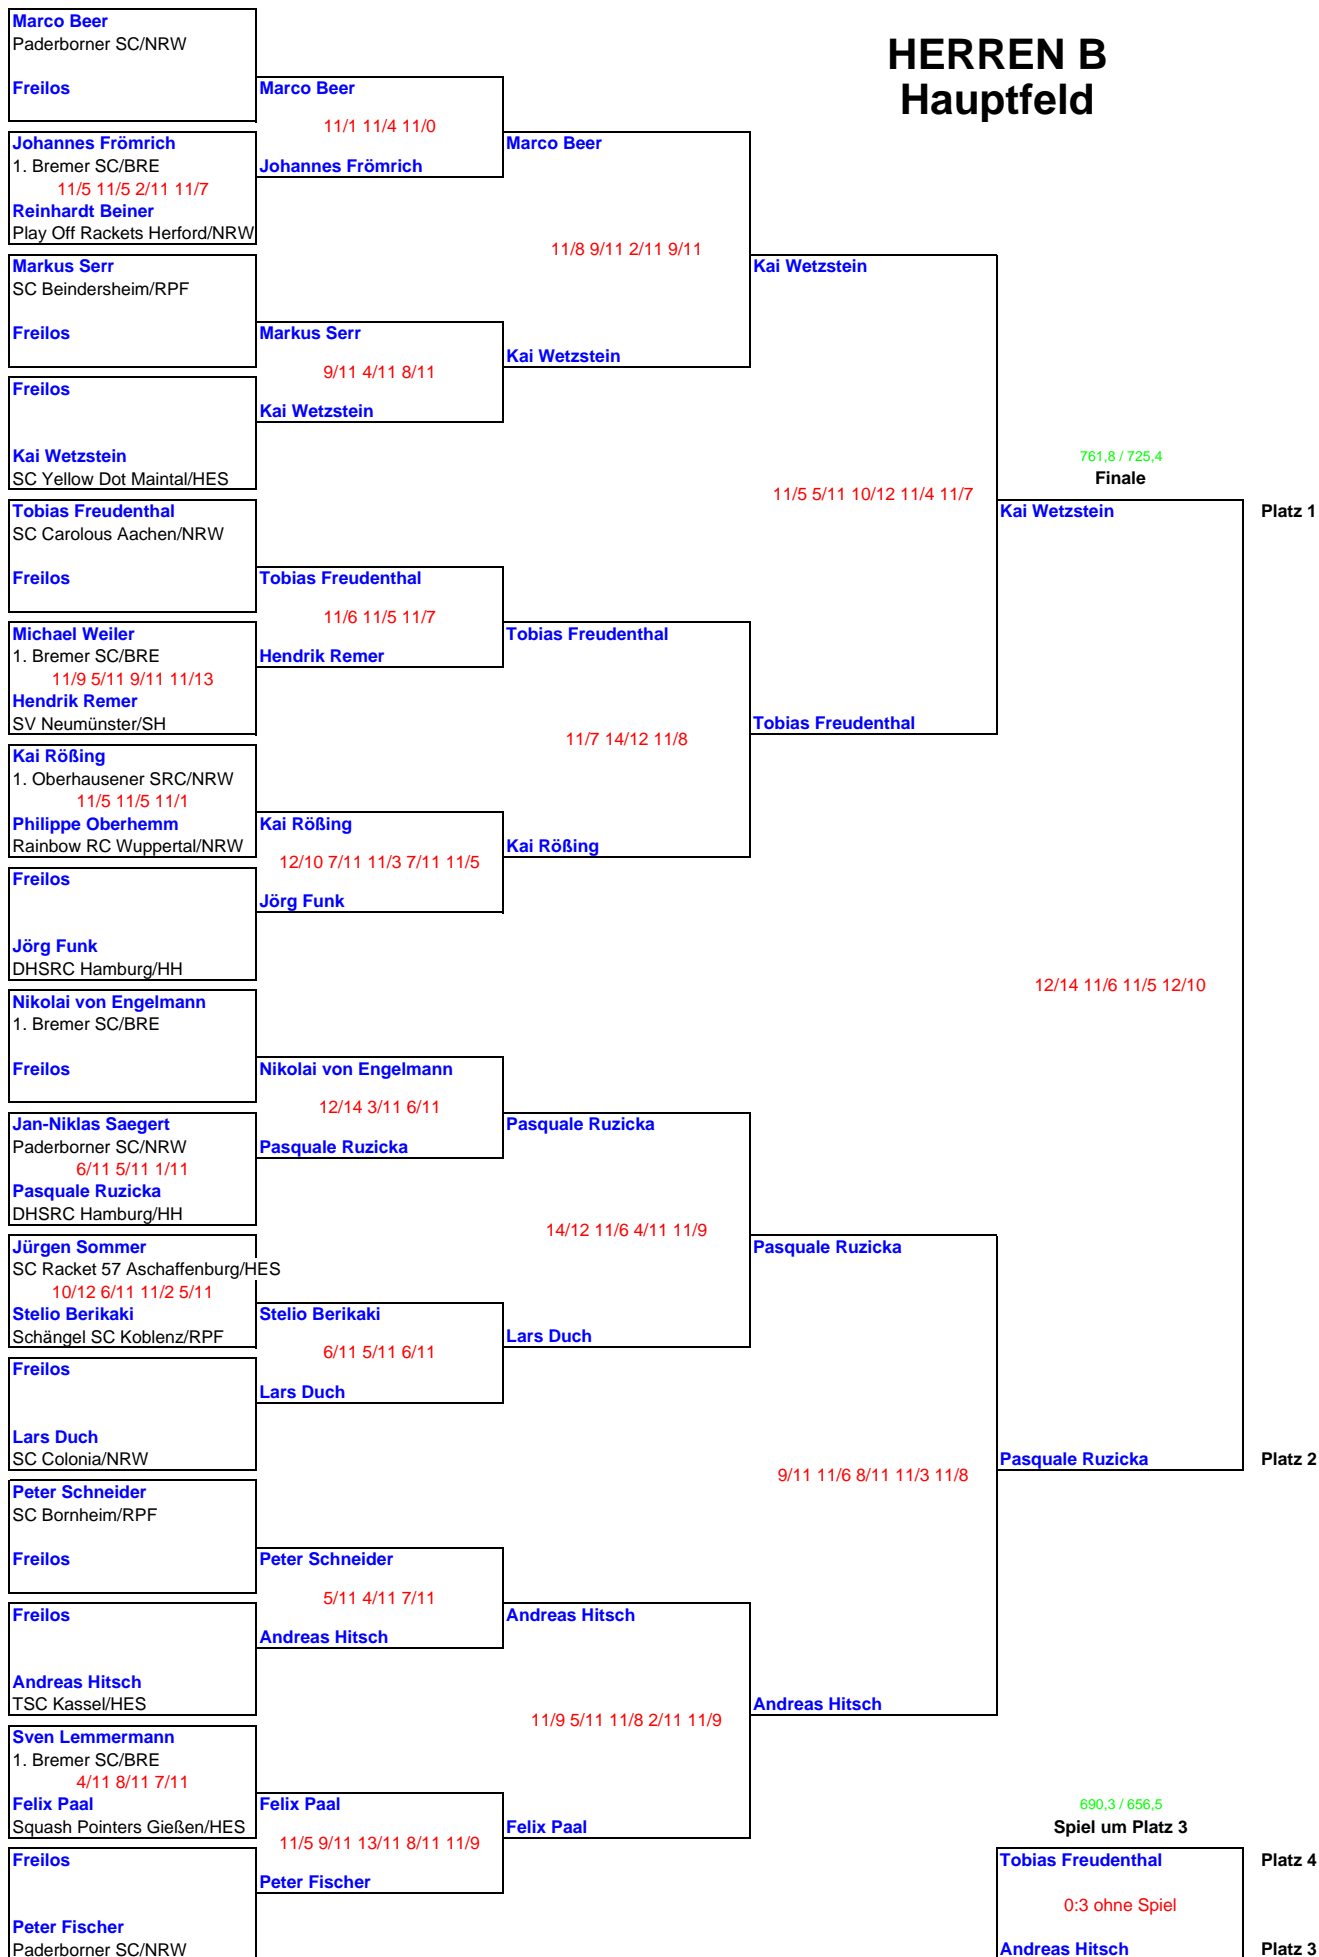 HERREN B
Hauptfeld
Marco Beer
Paderborner SC/NRW
Freilos
Johannes Frömrich
1. Bremer SC/BRE
11/5 11/5 2/11 11/7
Reinhardt Beiner
Play Off Rackets Herford/NRW
Markus Serr
SC Beindersheim/RPF
Freilos
Freilos
Kai Wetzstein
SC Yellow Dot Maintal/HES
Tobias Freudenthal
SC Carolous Aachen/NRW
Freilos
Michael Weiler
1. Bremer SC/BRE
11/9 5/11 9/11 11/13
Hendrik Remer
SV Neumünster/SH
Kai Rößing
1. Oberhausener SRC/NRW
11/5 11/5 11/1
Philippe Oberhemm
Rainbow RC Wuppertal/NRW
Freilos
Jörg Funk
DHSRC Hamburg/HH
Nikolai von Engelmann
1. Bremer SC/BRE
Freilos
Jan-Niklas Saegert
Paderborner SC/NRW
6/11 5/11 1/11
Pasquale Ruzicka
DHSRC Hamburg/HH
Jürgen Sommer
SC Racket 57 Aschaffenburg/HES
10/12 6/11 11/2 5/11
Stelio Berikaki
Schängel SC Koblenz/RPF
Freilos
Lars Duch
SC Colonia/NRW
Peter Schneider
SC Bornheim/RPF
Freilos
Freilos
Andreas Hitsch
TSC Kassel/HES
Sven Lemmermann
1. Bremer SC/BRE
4/11 8/11 7/11
Felix Paal
Squash Pointers Gießen/HES
Freilos
Peter Fischer
Paderborner SC/NRW
Marco Beer
11/1 11/4 11/0
Johannes Frömrich
Markus Serr
9/11 4/11 8/11
Kai Wetzstein
Tobias Freudenthal
11/6 11/5 11/7
Hendrik Remer
Kai Rößing
12/10 7/11 11/3 7/11 11/5
Jörg Funk
Nikolai von Engelmann
12/14 3/11 6/11
Pasquale Ruzicka
Stelio Berikaki
6/11 5/11 6/11
Lars Duch
Peter Schneider
5/11 4/11 7/11
Andreas Hitsch
Felix Paal
11/5 9/11 13/11 8/11 11/9
Peter Fischer
Marco Beer
11/8 9/11 2/11 9/11
Kai Wetzstein
Tobias Freudenthal
11/7 14/12 11/8
Kai Rößing
Pasquale Ruzicka
14/12 11/6 4/11 11/9
Lars Duch
Andreas Hitsch
11/9 5/11 11/8 2/11 11/9
Felix Paal
Kai Wetzstein
11/5 5/11 10/12 11/4 11/7
Tobias Freudenthal
Pasquale Ruzicka
9/11 11/6 8/11 11/3 11/8
Andreas Hitsch
761,8 / 725,4
Finale
Kai Wetzstein Platz 1
12/14 11/6 11/5 12/10
Pasquale Ruzicka Platz 2
690,3 / 656,5
Spiel um Platz 3
Tobias Freudenthal Platz 4
0:3 ohne Spiel
Andreas Hitsch Platz 3